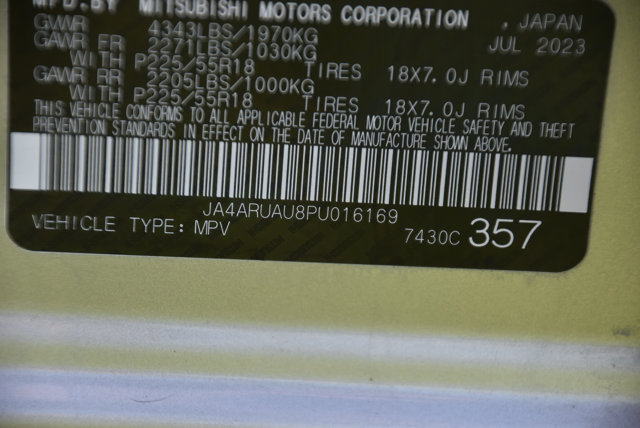 MFD.BY MITSUBISHI MOTORS CORPORATION , JAPAN
GVWR 4343LBS/1970KG JUL 2023
GAWR FR 2271LBS/1030KG
WITH P225/55R18 TIRES 18X7.0J RIMS
GAWR RR 2205LBS/1000KG
WITH P225/55R18 TIRES 18X7.0J RIMS
THIS VEHICLE CONFORMS TO ALL APPLICABLE FEDERAL MOTOR VEHICLE SAFETY AND THEFT
PREVENTION STANDARDS IN EFFECT ON THE DATE OF MANUFACTURE SHOWN ABOVE.
JA4ARUAU8PU016169
VEHICLE TYPE: MPV 7430C 357